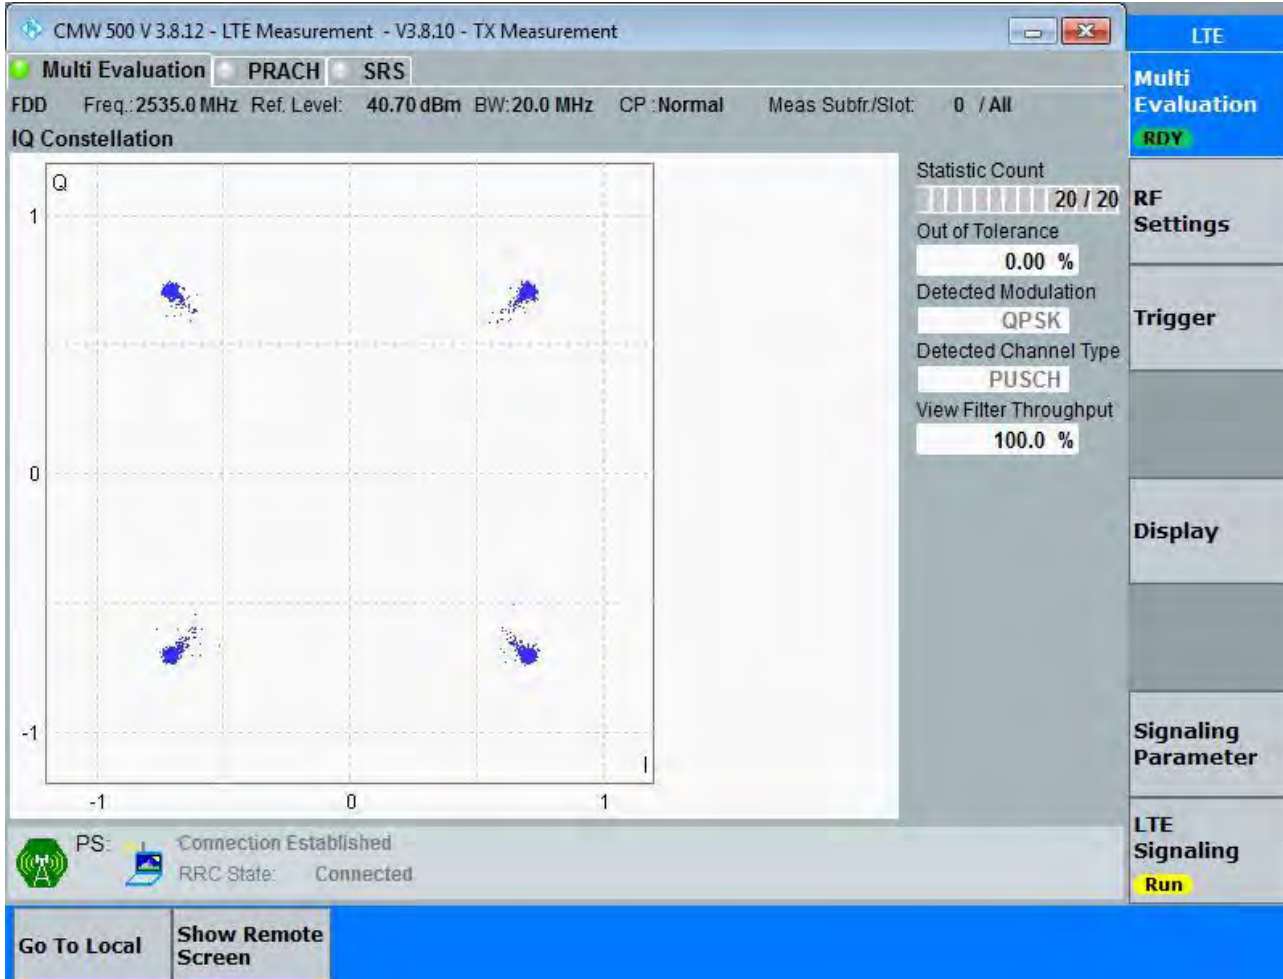 CMW 500 V 3.8.12 - LTE Measurement - V3.8.10 - TX Measurement
LTE
Multi Evaluation PRACH SRS
FDD Freq.: 2535.0 MHz Ref. Level: 40.70 dBm BW: 20.0 MHz CP : Normal Meas Subfr./Slot: 0 / All
IQ Constellation
Q
1
0
-1
I
-1 0 1
Statistic Count
20 / 20
Out of Tolerance
0.00 %
Detected Modulation
QPSK
Detected Channel Type
PUSCH
View Filter Throughput
100.0 %
Multi
Evaluation
RDY
RF
Settings
Trigger
Display
Signaling
Parameter
LTE
Signaling
Run
PS: Connection Established
RRC State: Connected
Go To Local
Show Remote
Screen